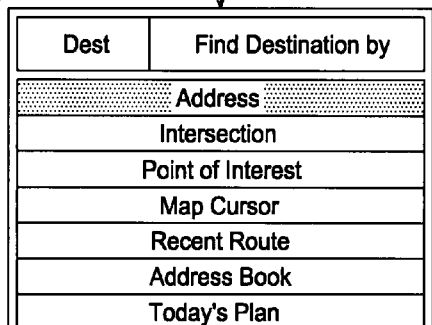 Dest Find Destination by
Address
Intersection
Point of Interest
Map Cursor
Recent Route
Address Book
Today's Plan